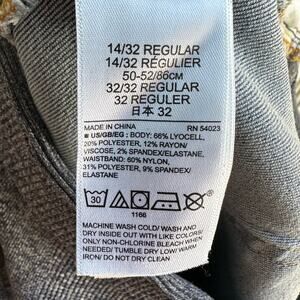 14/32 REGULAR
14/32 RÉGULIER
50-52/86CM
32/32 REGULAR
32 REGULER
日本 32
MADE IN CHINA RN 54023
■ US/GB/EG ; BODY: 66% LYOCELL,
20% POLYESTER, 12% RAYON/
VISCOSE, 2% SPANDEX/ELASTANE,
WAISTBAND: 60% NYLON,
31% POLYESTER, 9% SPANDEX/
ELASTANE
30
1166
MACHINE WASH COLD/ WASH AND
DRY INSIDE OUT WITH LIKE COLORS/
ONLY NON-CHLORINE BLEACH WHEN
NEEDED/ TUMBLE DRY LOW/ WARM
IRON/ DO NOT DRY CLEAN